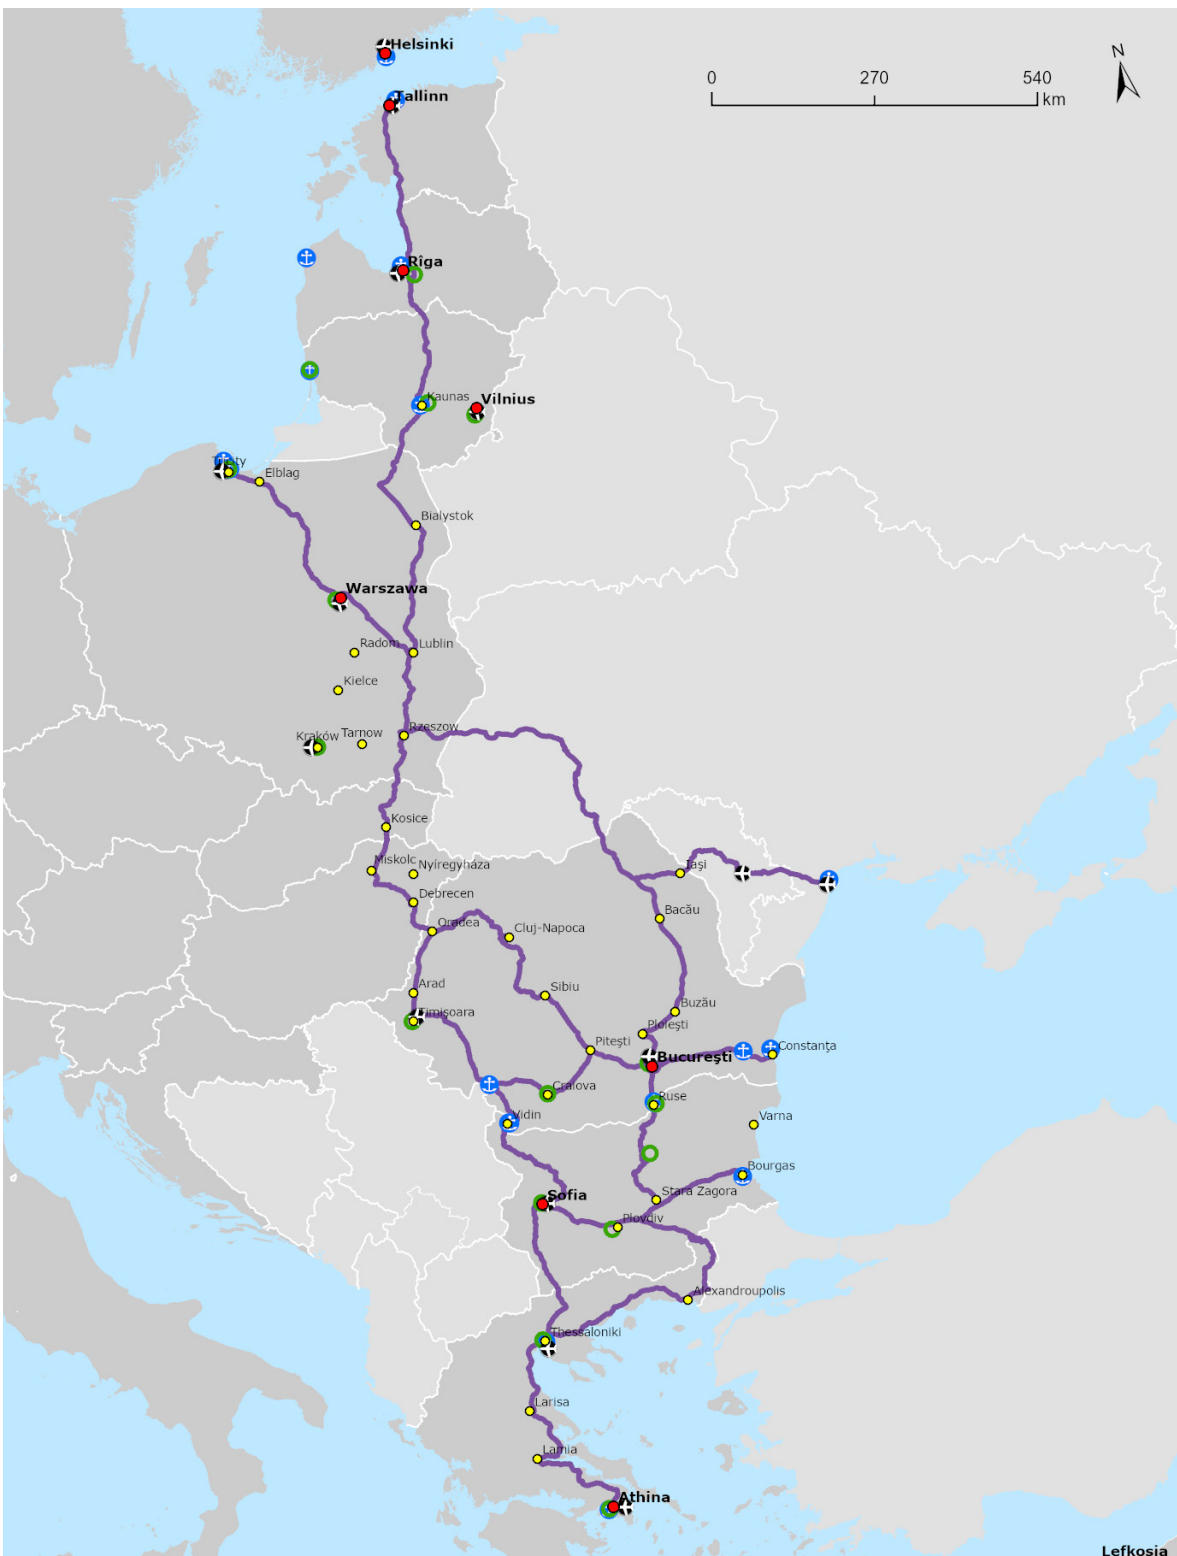 Helsinki
N
0 270 540
km
Tallinn
Rīga
Kaunas
Vilnius
Elblag
Bialystok
Warszawa
Radom
Lublin
Kielce
Rzeszow
Kraków
Tarnow
Kosice
Miskolc
Nyíregyháza
Iaşi
Debrecen
Bacău
Oradea
Cluj-Napoca
Arad
Sibiu
Timişoara
Buzău
Ploieşti
Piteşti
Constanţa
Bucureşti
Craiova
Ruse
Vidin
Varna
Bourgas
Sofia
Stara Zagora
Plovdiv
Alexandroupolis
Thessaloniki
Larisa
Lamia
Athina
Lefkosia